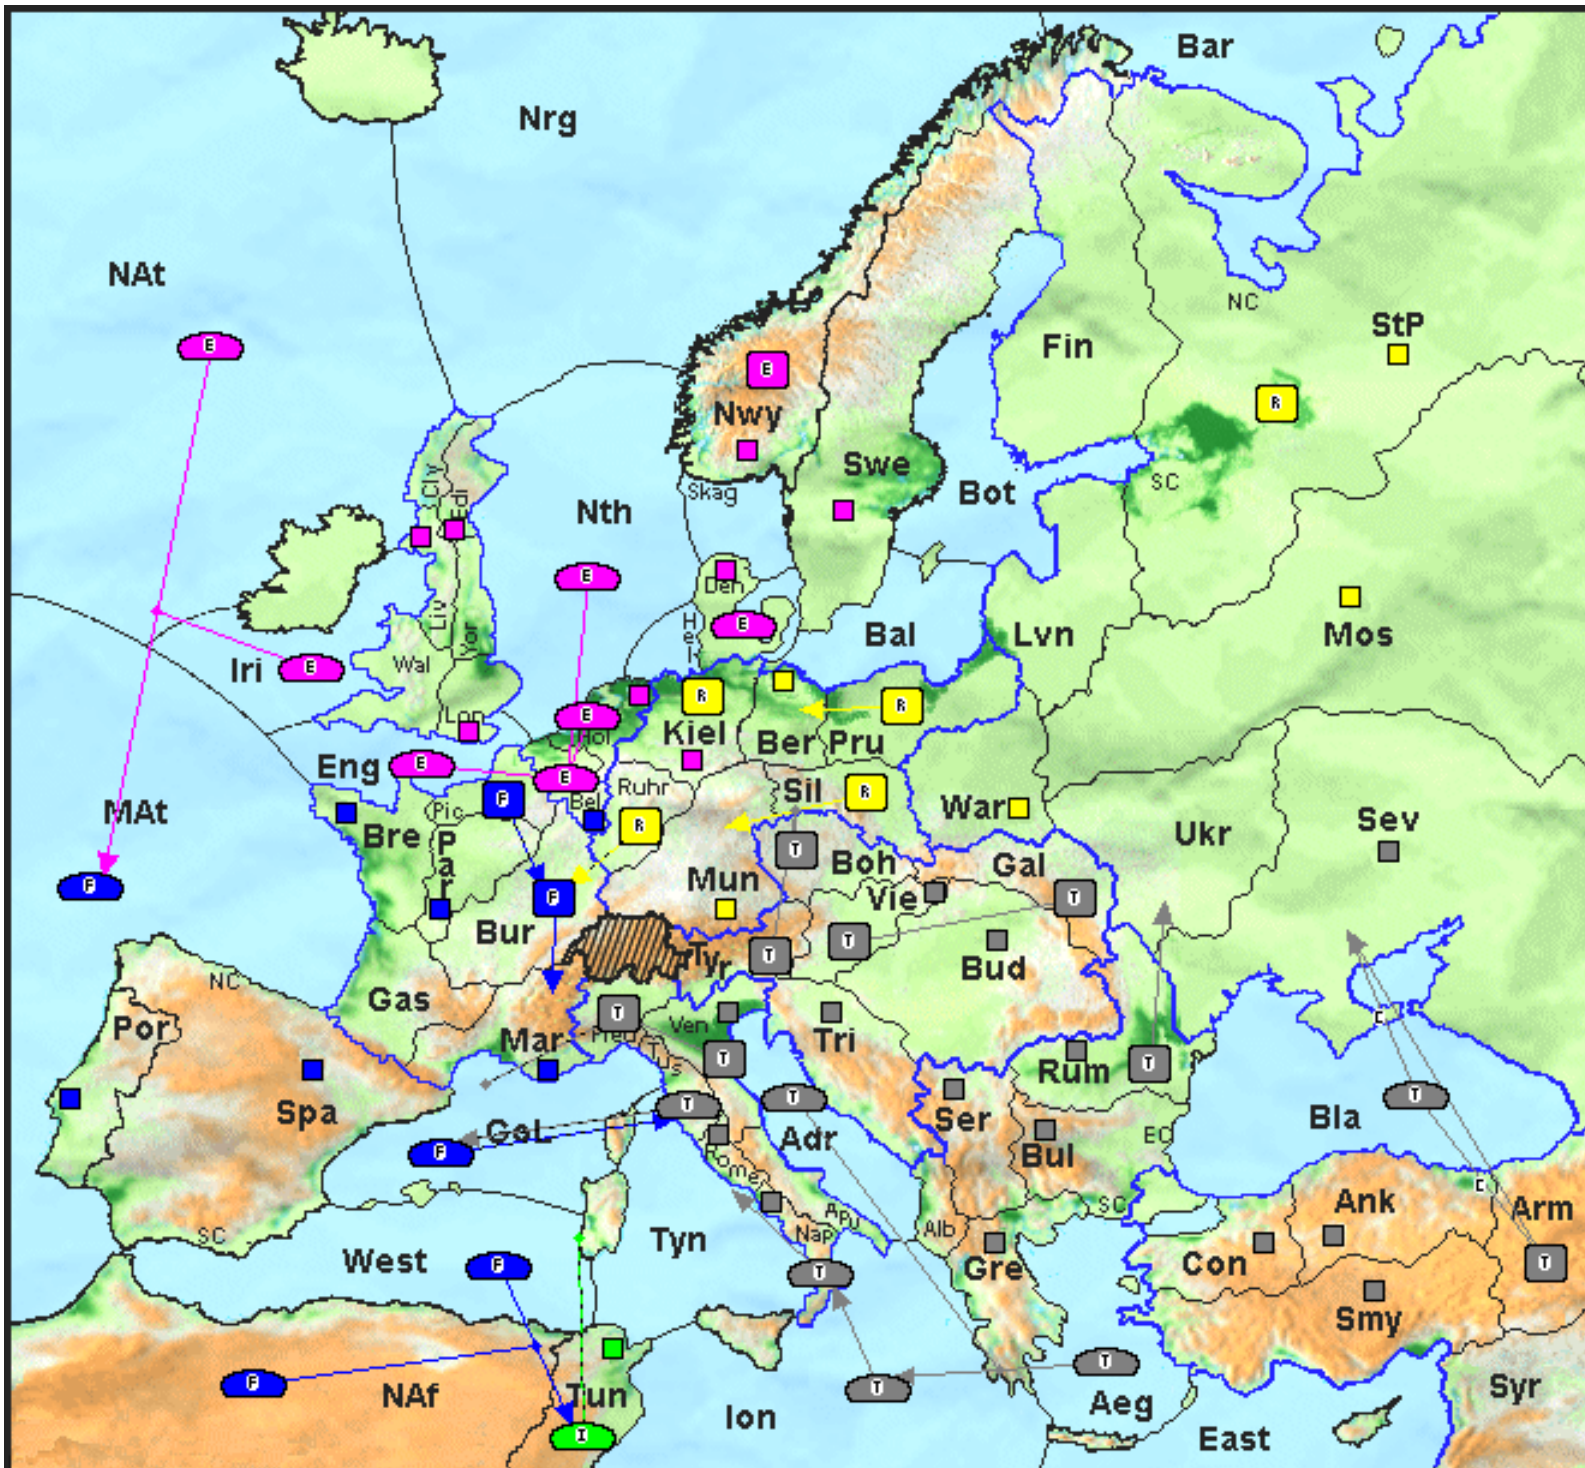 Bar
Nrg
NAt
E
NC
StP
Fin
E
R
Nwy
Swe
SC
Bot
Skag
Cly
Edi
Nth
E
Den
E
Hel
Bal
Lvn
Mos
Liv
Yor
Iri
E
Wal
R
R
Lon
E
Hol
Kiel
Ber
Pru
Eng
E
E
Ruhr
Sil
R
MAt
Pic
F
Bel
War
Bre
Par
R
T
Boh
Ukr
Sev
Gal
F
Mun
Vie
T
F
Bur
T
T
Bud
Tyr
NC
Gas
Por
T
Pied
Ven
Tri
C
Mar
Tus
T
Rum
T
Spa
T
T
Ser
T
Bla
GoL
Adr
Bul
EC
F
Rome
C
Ank
Arm
SC
Apu
Alb
SC
West
Tyn
Nap
Con
F
T
Gre
T
Smy
T
F
NAf
Tun
T
Aeg
Syr
Ion
I
East